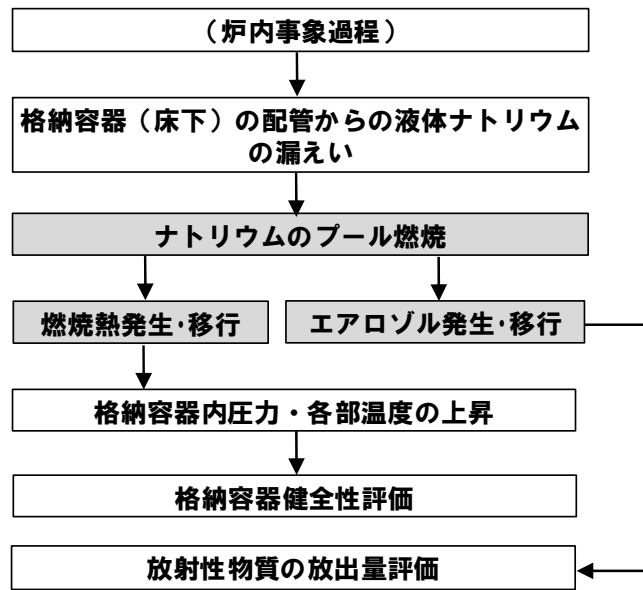 (炉内事象過程)
格納容器(床下)の配管からの液体ナトリウム
の漏えい
ナトリウムのプール燃焼
燃焼熱発生・移行
エアロゾル発生・移行
格納容器内圧力・各部温度の上昇
格納容器健全性評価
放射性物質の放出量評価